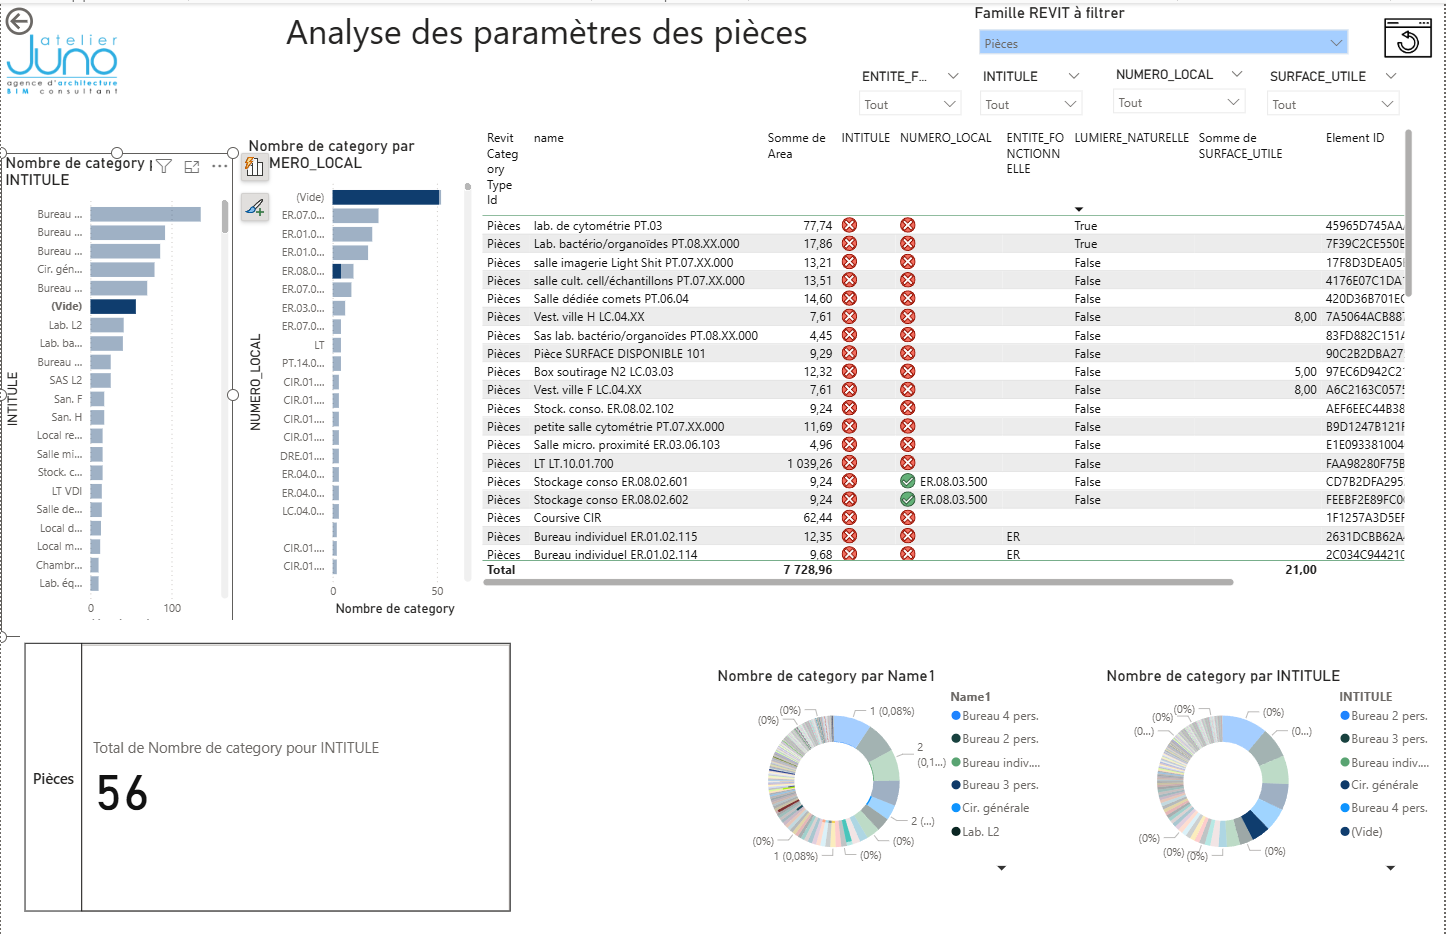 Analyse des paramètres des pièces
Famille REVIT à filtrer
Pièces
atelier
Juno
agence d'architecture
BIM consultant
ENTITE_F...
INTITULE
NUMERO_LOCAL
SURFACE_UTILE
Tout
Tout
Tout
Tout
Nombre de category
INTITULE
INTITULE
Bureau ...
Bureau ...
Bureau ...
Cir. gén...
Bureau ...
(Vide)
Lab. L2
Lab. ba...
Bureau ...
SAS L2
San. F
San. H
Local re...
Salle mi...
Stock. c...
LT VDI
Salle de...
Local d...
Local m...
Chambr...
Lab. éq...
0
100
Nombre de category par
MERO_LOCAL
NUMERO_LOCAL
(Vide)
ER.07.0...
ER.01.0...
ER.01.0...
ER.08.0...
ER.07.0...
ER.03.0...
ER.07.0...
LT
PT.14.0...
CIR.01....
CIR.01....
CIR.01....
CIR.01....
DRE.01...
ER.04.0...
ER.04.0...
LC.04.0...
CIR.01....
CIR.01....
0
50
Nombre de category
Revit Categ ory Type Id name Somme de Area INTITULE NUMERO_LOCAL ENTITE_FO NCTIONN ELLE LUMIERE_NATURELLE Somme de SURFACE_UTILE Element ID
Pièces lab. de cytométrie PT.03 77,74 True 45965D745AA
Pièces Lab. bactério/organoïdes PT.08.XX.000 17,86 True 7F39C2CE550E
Pièces salle imagerie Light Shit PT.07.XX.000 13,21 False 17F8D3DEA05
Pièces salle cult. cell/échantillons PT.07.XX.000 13,51 False 4176E07C1DA
Pièces Salle dédiée comets PT.06.04 14,60 False 420D36B701E
Pièces Vest. ville H LC.04.XX 7,61 False 8,00 7A5064ACB88
Pièces Sas lab. bactério/organoïdes PT.08.XX.000 4,45 False 83FD882C151
Pièces Pièce SURFACE DISPONIBLE 101 9,29 False 90C2B2DBA27
Pièces Box soutirage N2 LC.03.03 12,32 False 5,00 97EC6D942C2
Pièces Vest. ville F LC.04.XX 7,61 False 8,00 A6C2163C057
Pièces Stock. conso. ER.08.02.102 9,24 False AEF6EEC44B38
Pièces petite salle cytométrie PT.07.XX.000 11,69 False B9D1247B121
Pièces Salle micro. proximité ER.03.06.103 4,96 False E1E093381004
Pièces LT LT.10.01.700 1 039,26 False FAA98280F75
Pièces Stockage conso ER.08.02.601 9,24 ER.08.03.500 False CD7B2DFA295
Pièces Stockage conso ER.08.02.602 9,24 ER.08.03.500 False FEEBF2E89FC0
Pièces Coursive CIR 62,44 1F1257A3D5E
Pièces Bureau individuel ER.01.02.115 12,35 ER 2631DCBB62A
Pièces Bureau individuel ER.01.02.114 9,68 ER 2C034C944210
Total 7 728,96 21,00
Pièces
Total de Nombre de category pour INTITULE
56
Nombre de category par Name1
(0%)
(0%)
1 (0,08%)
2
(0,1...)
2 (...)
(0%)
(0%)
1 (0,08%)
(0%)
Name1
Bureau 4 pers.
Bureau 2 pers.
Bureau indiv....
Bureau 3 pers.
Cir. générale
Lab. L2
Nombre de category par INTITULE
(0%)
(0%)
(0...)
(0%)
(0...)
(0%)
(0%)
(0%)
(0%)
INTITULE
Bureau 2 pers.
Bureau 3 pers.
Bureau indiv....
Cir. générale
Bureau 4 pers.
(Vide)